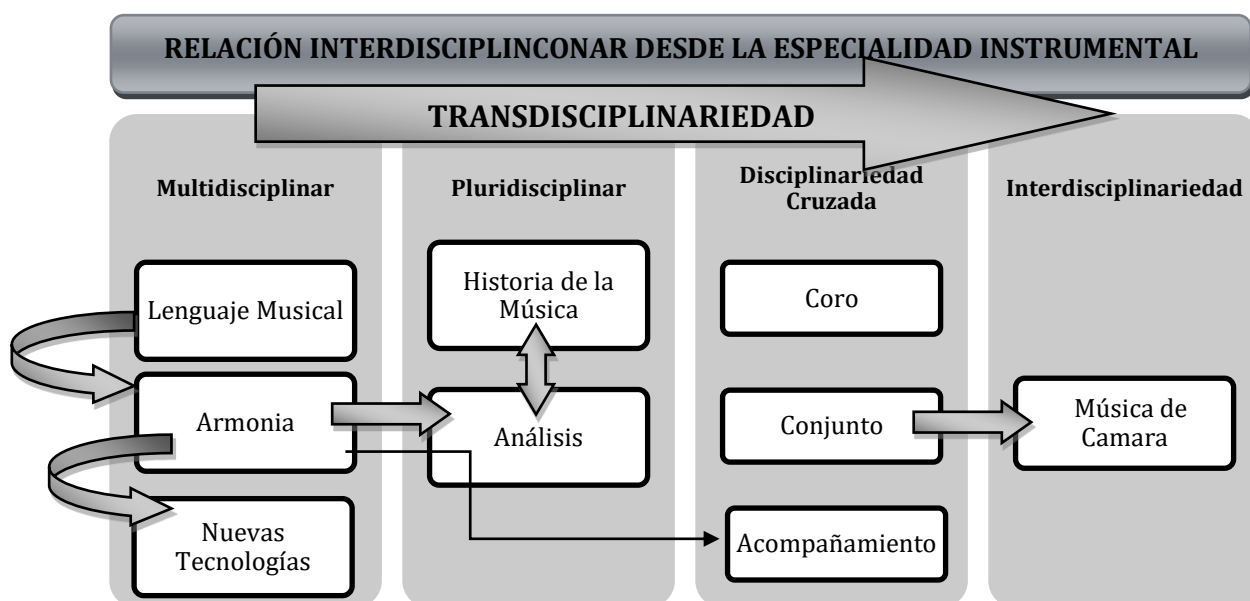 RELACIÓN INTERDISCIPLINCONAR DESDE LA ESPECIALIDAD INSTRUMENTAL
TRANSDISCIPLINARIEDAD
Multidisciplinar
Lenguaje Musical
Armonia
Nuevas
Tecnologías
Pluridisciplinar
Historia de la
Música
Análisis
Disciplinariedad
Cruzada
Coro
Conjunto
Acompañamiento
Interdisciplinariedad
Música de
Camara